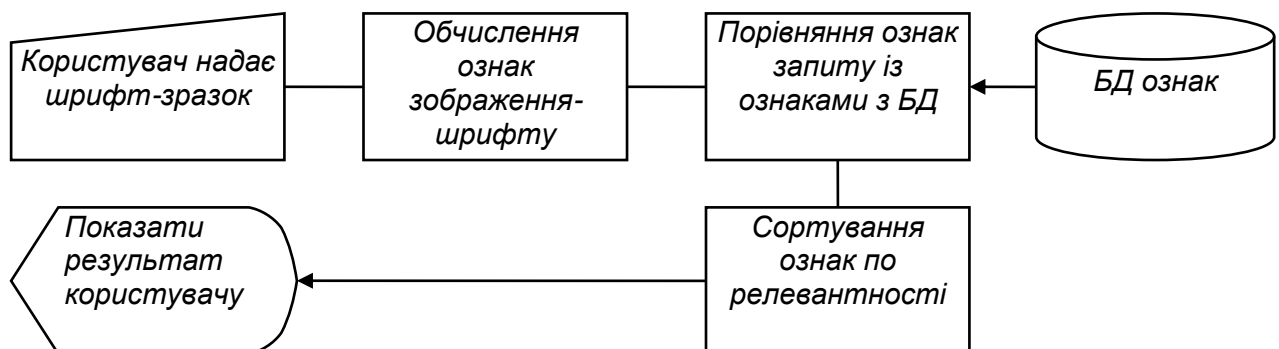 Користувач надає
шрифт-зразок
Обчислення
ознак
зображення-
шрифту
Порівняння ознак
запиту із
ознаками з БД
БД ознак
Показати
результат
користувачу
Сортування
ознак по
релевантності